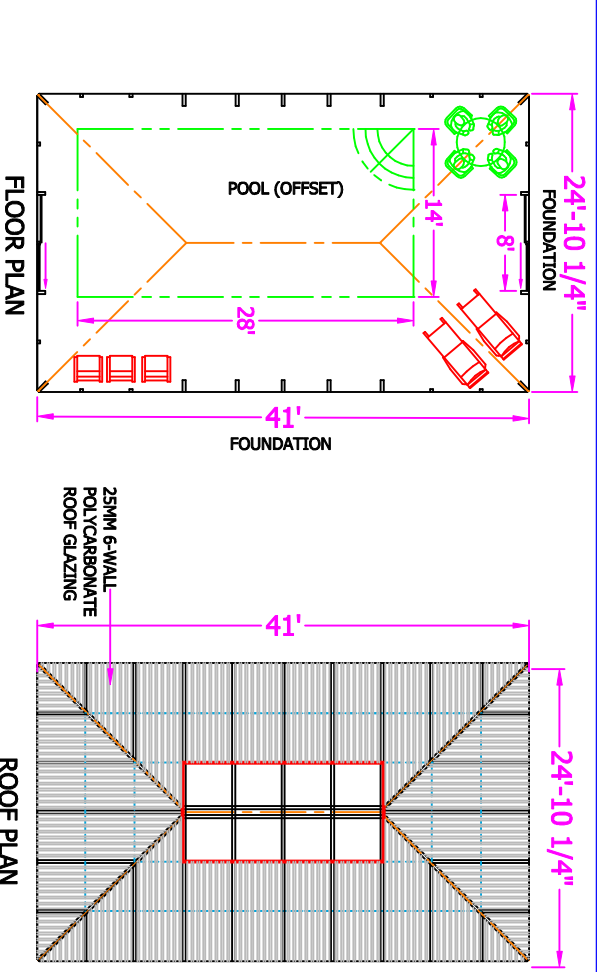 24'-10 1/4"
FOUNDATION
POOL (OFFSET)
14'
8'
28'
FLOOR PLAN
41'
FOUNDATION
25MM 6-WALL
POLYCARBONATE
ROOF GLAZING
41'
24'-10 1/4"
ROOF PLAN